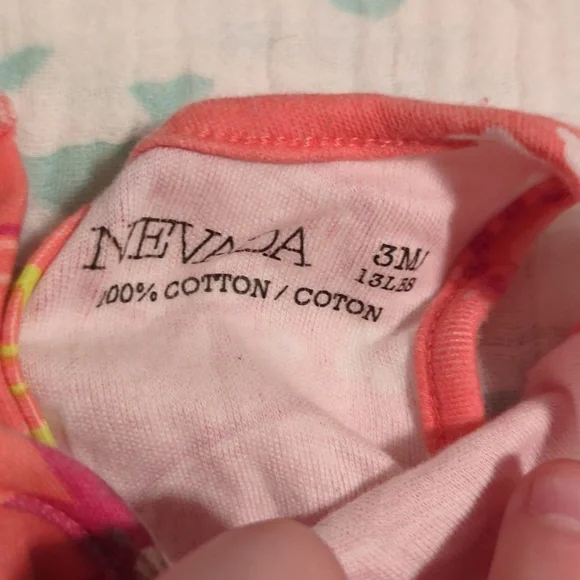 NEVADA
3M
13LBS
100% COTTON / COTON